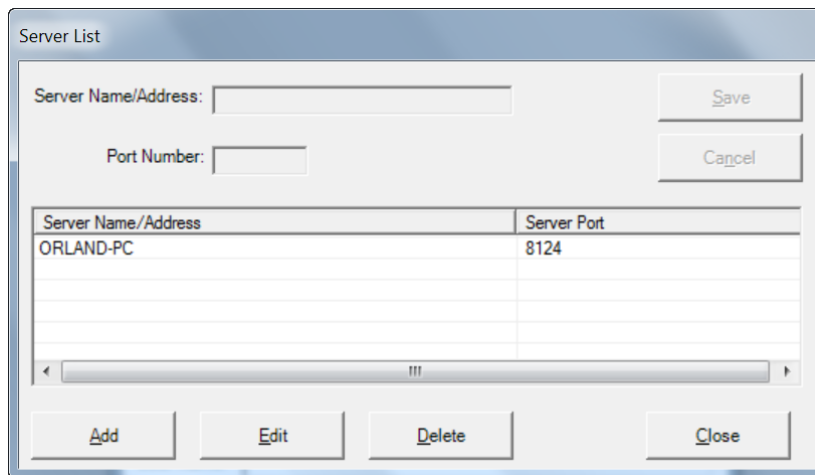 Server List
Server Name/Address:
Save
Port Number:
Cancel
Server Name/Address Server Port
ORLAND-PC 8124
Add Edit Delete Close